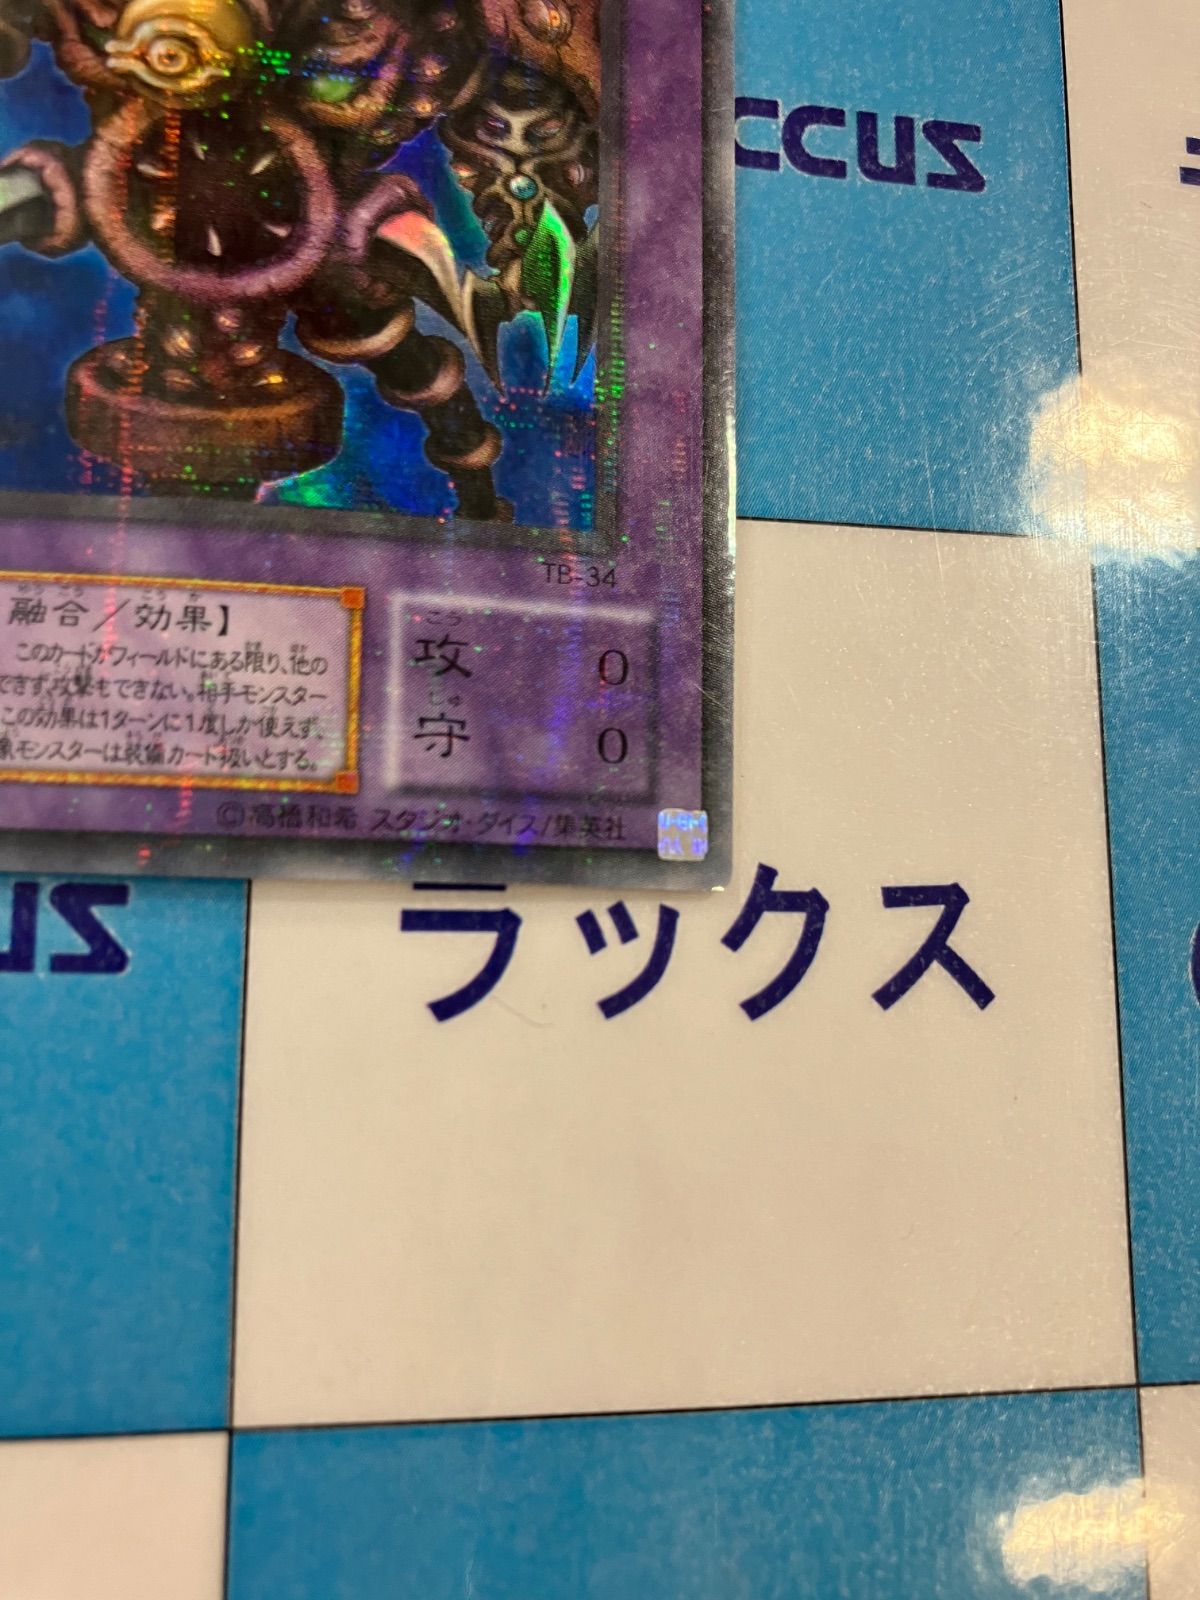 ccus
TB-34
融合／効果】
このカードがフィールドにある限り、他の
できず、攻撃もできない。相手モンスター
この効果は1ターンに1度しか使えず、
象モンスターは装備カード扱いとする。
こう
攻 0
しゅ
守 0
©高橋和希 スタジオ・ダイス/集英社
us
ラックス